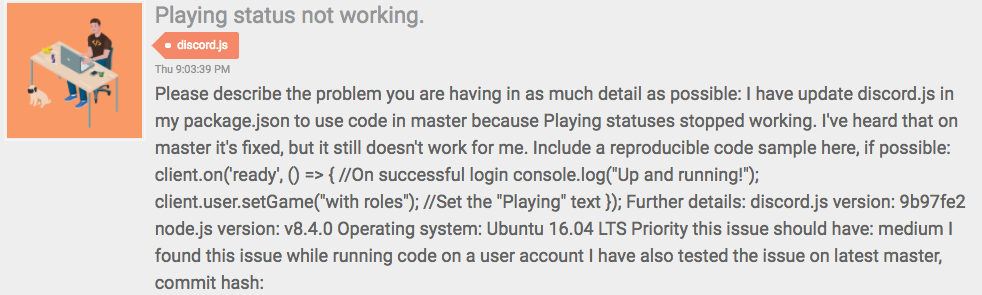 Playing status not working.
discord.js
Thu 9:03:39 PM
Please describe the problem you are having in as much detail as possible: I have update discord.js in
my package.json to use code in master because Playing statuses stopped working. I've heard that on
master it's fixed, but it still doesn't work for me. Include a reproducible code sample here, if possible:
client.on('ready', () => { //On successful login console.log("Up and running!");
client.user.setGame("with roles"); //Set the "Playing" text }); Further details: discord.js version: 9b97fe2
node.js version: v8.4.0 Operating system: Ubuntu 16.04 LTS Priority this issue should have: medium I
found this issue while running code on a user account I have also tested the issue on latest master,
commit hash: